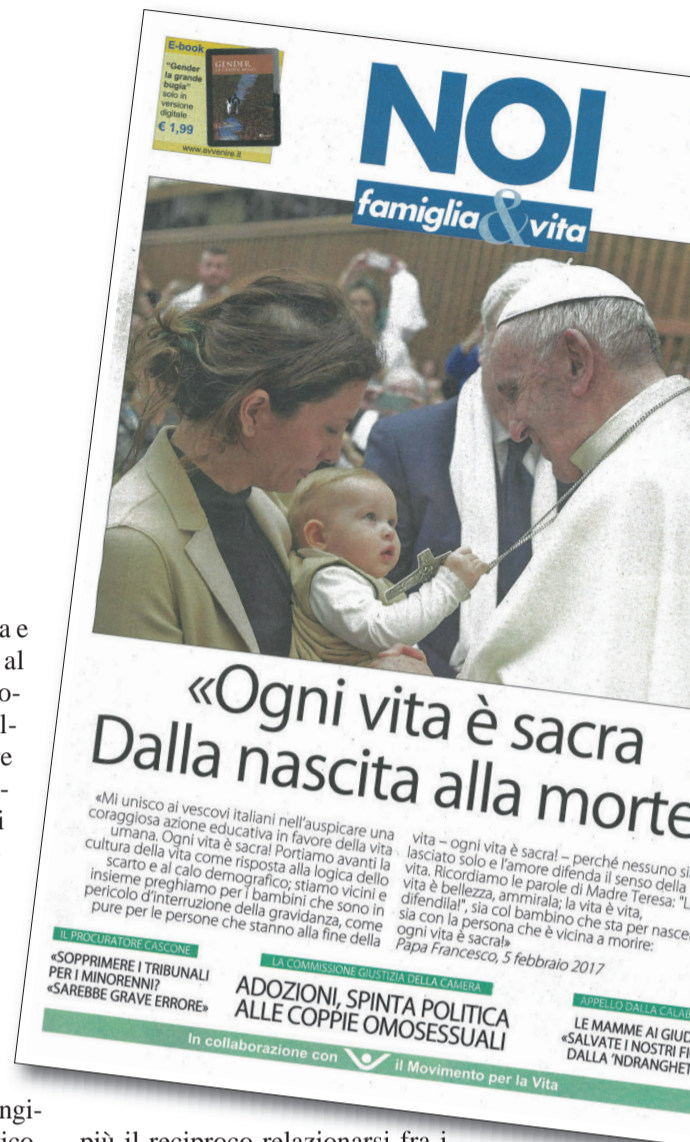 E-book
"Gender
la grande
bugia"
solo in
versione
digitale
€ 1,99
GENDER
www.avvenire.it
NOI
famiglia & vita
«Ogni vita è sacra
Dalla nascita alla morte
«Mi unisco ai vescovi italiani nell'auspicare una
coraggiosa azione educativa in favore della vita
umana. Ogni vita è sacra! Portiamo avanti la
cultura della vita come risposta alla logica dello
scarto e al calo demografico; stiamo vicini e
insieme preghiamo per i bambini che sono in
pericolo d'interruzione della gravidanza, come
pure per le persone che stanno alla fine della
vita – ogni vita è sacra! – perché nessuno si
lasciato solo e l'amore difenda il senso della
vita. Ricordiamo le parole di Madre Teresa: "L
vita è bellezza, ammirala; la vita è vita,
difendila!", sia col bambino che sta per nasce
sia con la persona che è vicina a morire:
ogni vita è sacra!»
Papa Francesco, 5 febbraio 2017
IL PROCURATORE CASCONE
«SOPPRIMERE I TRIBUNALI
PER I MINORENNI?
«SAREBBE GRAVE ERRORE»
LA COMMISSIONE GIUSTIZIA DELLA CAMERA
ADOZIONI, SPINTA POLITICA
ALLE COPPIE OMOSESSUALI
APPELLO DALLA CALAB
LE MAMME AI GIUD
«SALVATE I NOSTRI FI
DALLA 'NDRANGHET
In collaborazione con il Movimento per la Vita
a e
al
o-
l-
re
-
i
ngi-
più il reciproco relazionarsi fra i